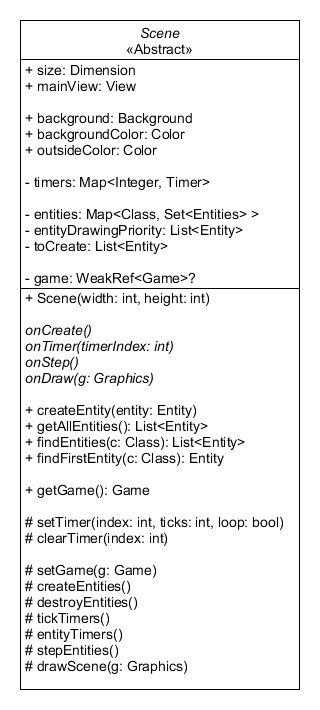 Scene
«Abstract»
+ size: Dimension
+ mainView: View
+ background: Background
+ backgroundColor: Color
+ outsideColor: Color
- timers: Map<Integer, Timer>
- entities: Map<Class, Set<Entities> >
- entityDrawingPriority: List<Entity>
- toCreate: List<Entity>
- game: WeakRef<Game>?
+ Scene(width: int, height: int)
onCreate()
onTimer(timerIndex: int)
onStep()
onDraw(g: Graphics)
+ createEntity(entity: Entity)
+ getAllEntities(): List<Entity>
+ findEntities(c: Class): List<Entity>
+ findFirstEntity(c: Class): Entity
+ getGame(): Game
# setTimer(index: int, ticks: int, loop: bool)
# clearTimer(index: int)
# setGame(g: Game)
# createEntities()
# destroyEntities()
# tickTimers()
# entityTimers()
# stepEntities()
# drawScene(g: Graphics)